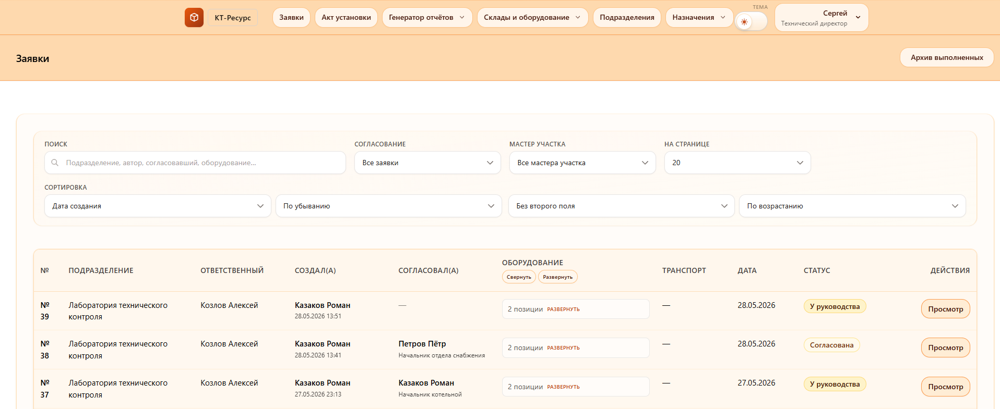 КТ-Ресурс
Заявки
Акт установки
Генератор отчётов
Склады и оборудование
Подразделения
Назначения
ТЕМА
Сергей
Технический директор
Заявки
Архив выполненных
ПОИСК
СОГЛАСОВАНИЕ
МАСТЕР УЧАСТКА
НА СТРАНИЦЕ
Подразделение, автор, согласовавший, оборудование...
Все заявки
Все мастера участка
20
СОРТИРОВКА
Дата создания
По убыванию
Без второго поля
По возрастанию
№
ПОДРАЗДЕЛЕНИЕ
ОТВЕТСТВЕННЫЙ
СОЗДАЛ(А)
СОГЛАСОВАЛ(А)
ОБОРУДОВАНИЕ
Свернуть
Развернуть
ТРАНСПОРТ
ДАТА
СТАТУС
ДЕЙСТВИЯ
№
39
Лаборатория технического
контроля
Козлов Алексей
Казаков Роман
28.05.2026 13:51
—
2 позиции РАЗВЕРНУТЬ
—
28.05.2026
У руководства
Просмотр
№
38
Лаборатория технического
контроля
Козлов Алексей
Казаков Роман
28.05.2026 13:41
Петров Пётр
Начальник отдела снабжения
2 позиции РАЗВЕРНУТЬ
—
28.05.2026
Согласована
Просмотр
№
37
Лаборатория технического
контроля
Козлов Алексей
Казаков Роман
27.05.2026 23:13
Казаков Роман
Начальник котельной
2 позиции РАЗВЕРНУТЬ
—
27.05.2026
У руководства
Просмотр